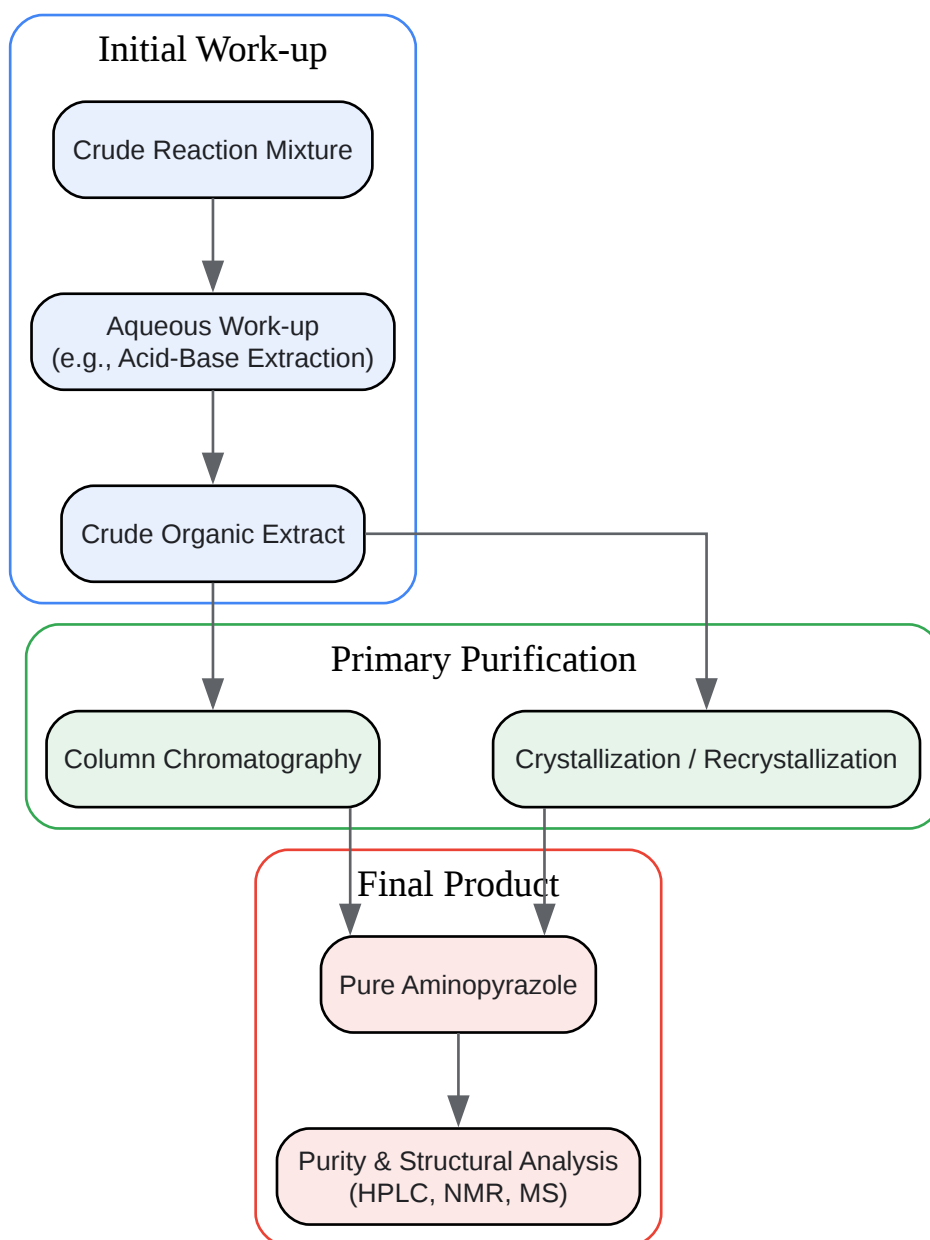 Initial Work-up
Crude Reaction Mixture
Aqueous Work-up
(e.g., Acid-Base Extraction)
Crude Organic Extract
Primary Purification
Column Chromatography
Crystallization / Recrystallization
Final Product
Pure Aminopyrazole
Purity & Structural Analysis
(HPLC, NMR, MS)